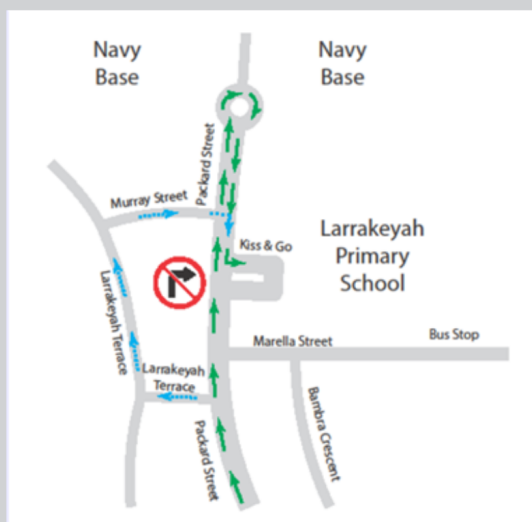 Navy
Base
Navy
Base
Packard Street
Murray Street
Kiss & Go
Larrakeyah
Primary
School
Larrakeyah Terrace
Marella Street
Bus Stop
Larrakeyah
Terrace
Bambra Crescent
Packard Street